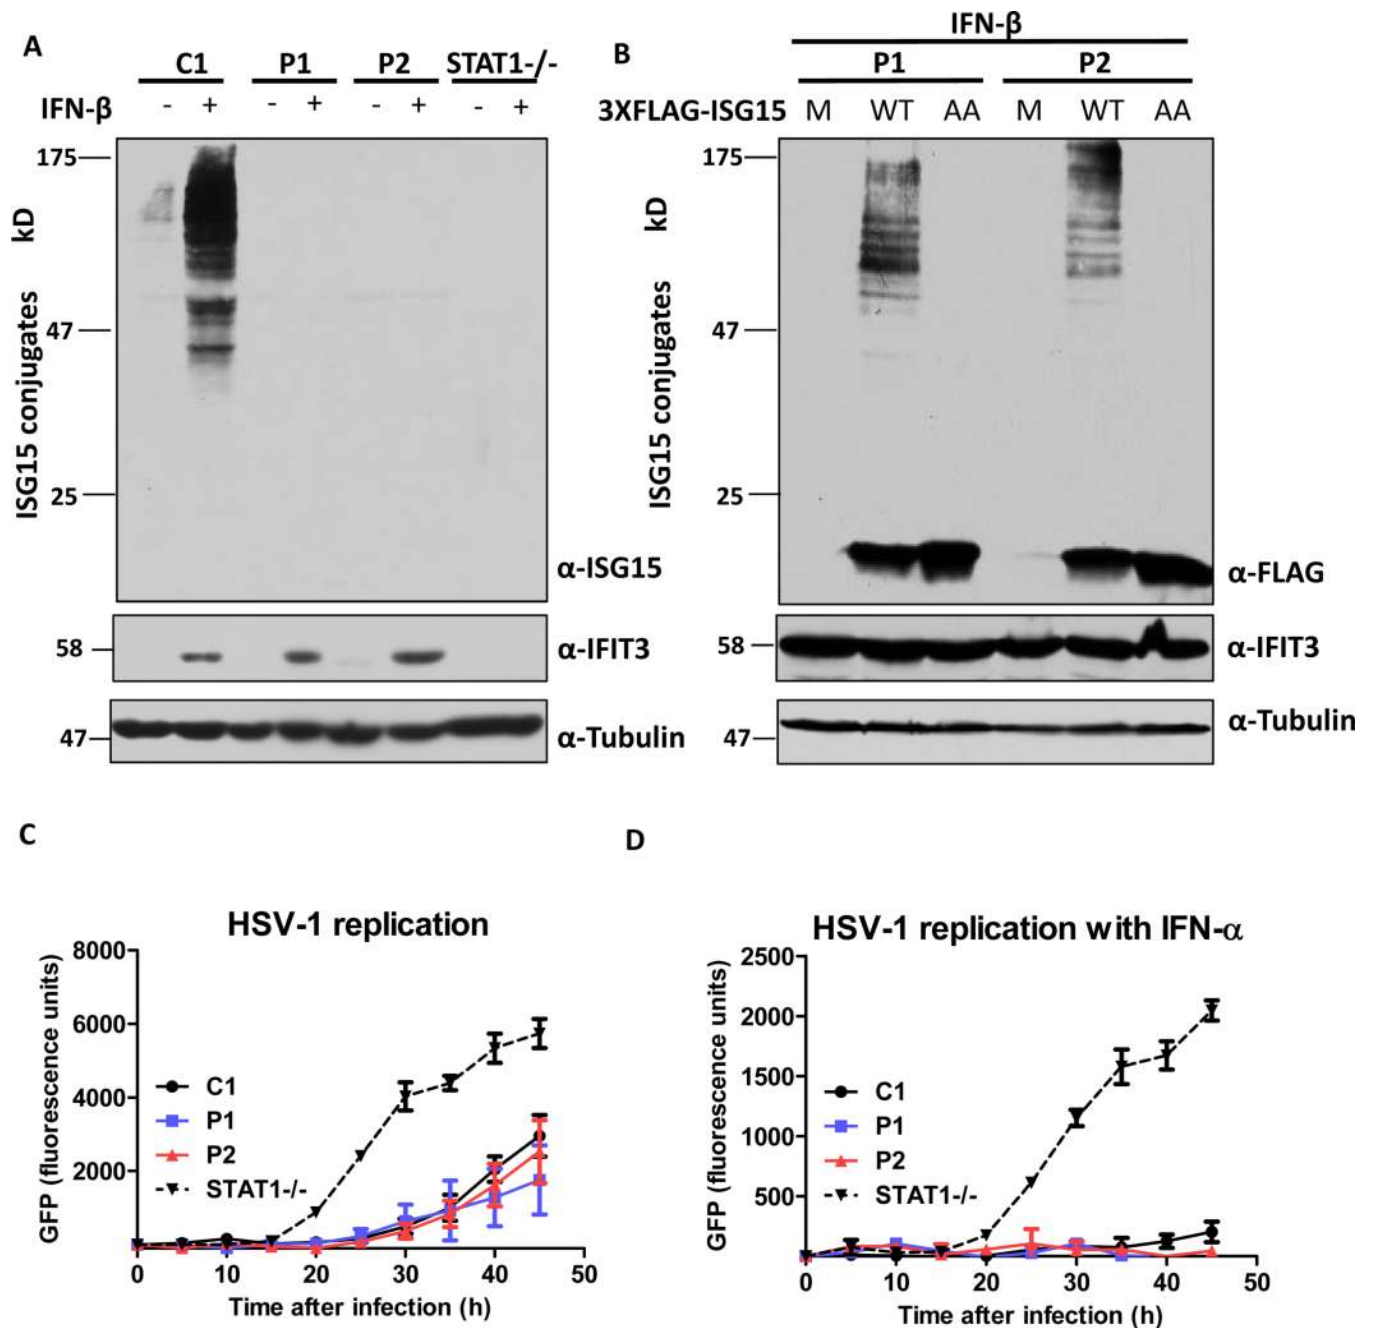 A
C1 P1 P2 STAT1-/-
IFN-β - + - + - + - +
175
47
25
kD
ISG15 conjugates
α-ISG15
58
α-IFIT3
47
α-Tubulin
B
IFN-β
P1 P2
3XFLAG-ISG15 M WT AA M WT AA
175
47
25
kD
ISG15 conjugates
α-FLAG
58
α-IFIT3
47
α-Tubulin
C
HSV-1 replication
GFP (fluorescence units)
8000
6000
4000
2000
C1
P1
P2
STAT1-/-
0 10 20 30 40 50
Time after infection (h)
D
HSV-1 replication with IFN-α
GFP (fluorescence units)
2500
2000
1500
1000
500
C1
P1
P2
STAT1-/-
0 10 20 30 40 50
Time after infection (h)